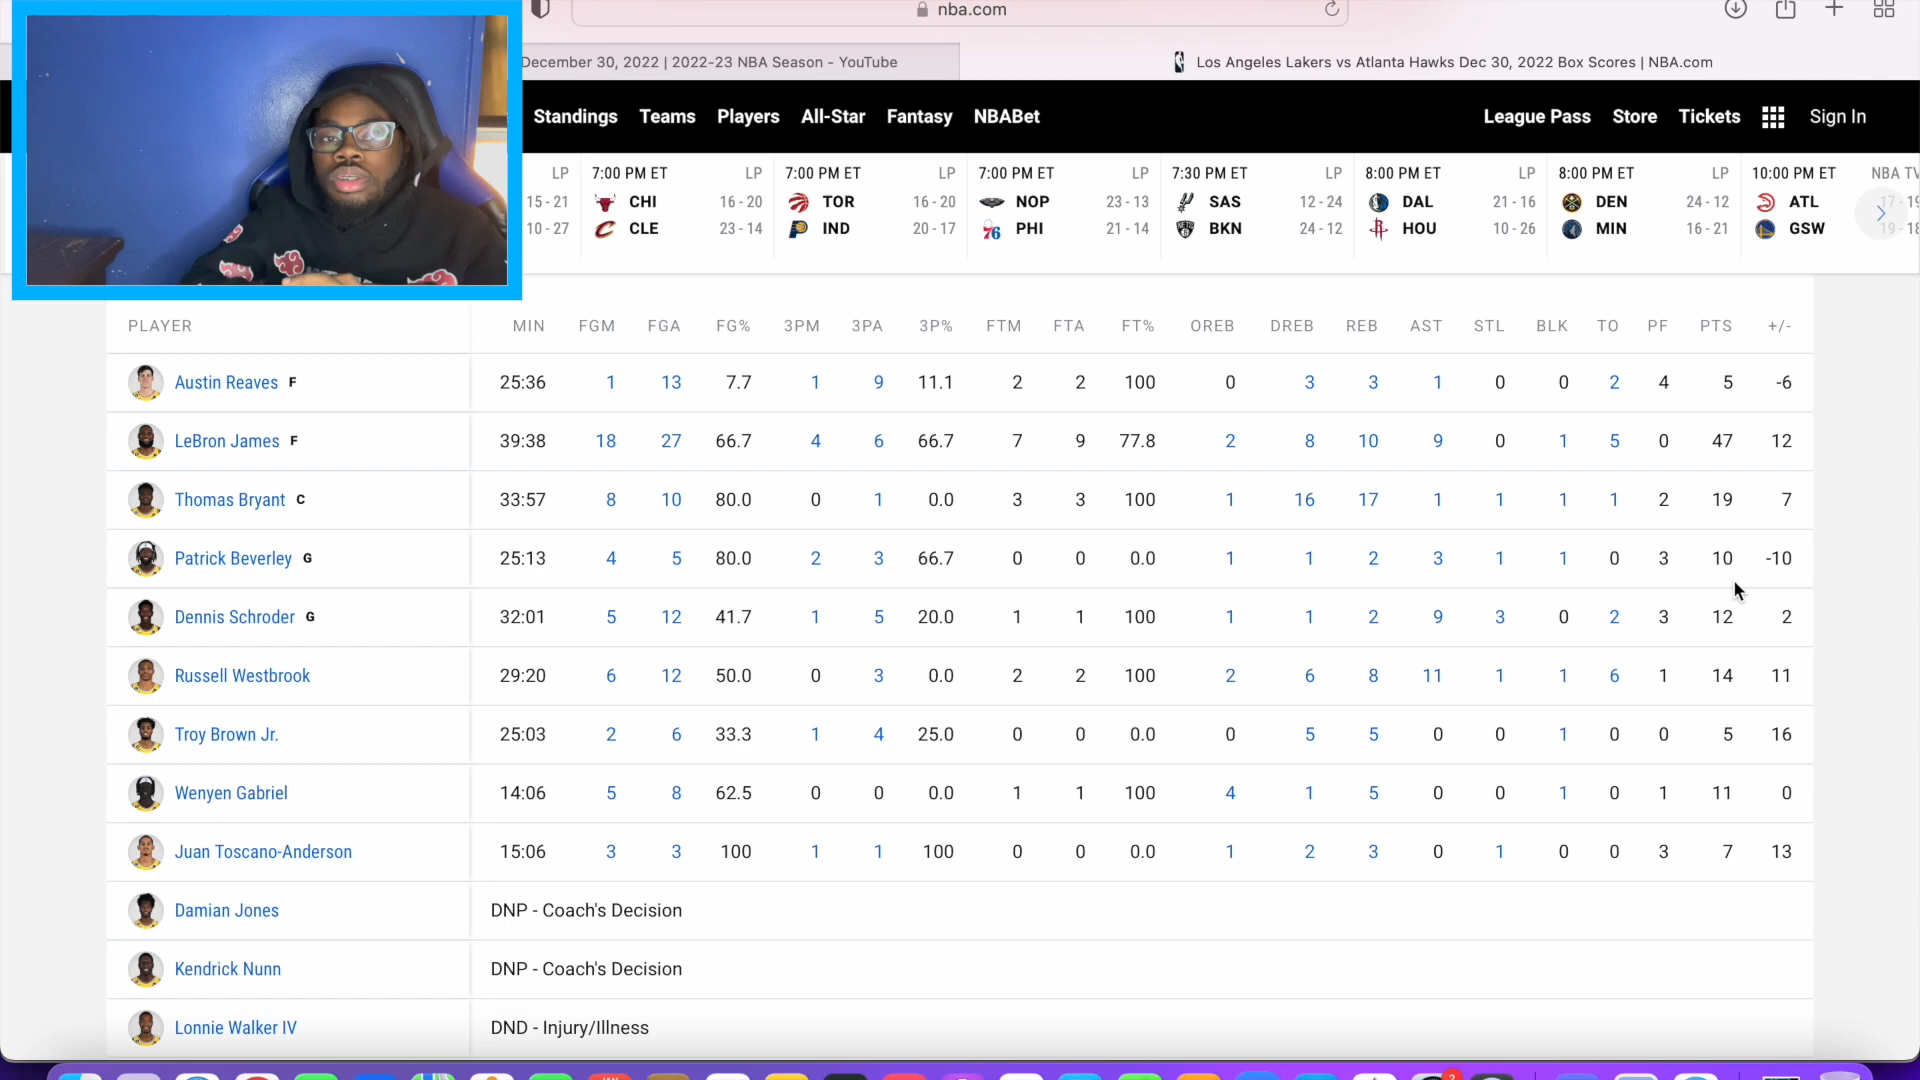 nba.com
December 30, 2022 | 2022-23 NBA Season - YouTube
Los Angeles Lakers vs Atlanta Hawks Dec 30, 2022 Box Scores | NBA.com
Standings Teams Players All-Star Fantasy NBABet League Pass Store Tickets Sign In
LP 7:00 PM ET LP 7:00 PM ET LP 7:00 PM ET LP 7:30 PM ET LP 8:00 PM ET LP 8:00 PM ET LP 10:00 PM ET NBA TV
15 - 21 CHI 16 - 20 TOR 16 - 20 NOP 23 - 13 SAS 12 - 24 DAL 21 - 16 DEN 24 - 12 ATL 17 - 19
10 - 27 CLE 23 - 14 IND 20 - 17 PHI 21 - 14 BKN 24 - 12 HOU 10 - 26 MIN 16 - 21 GSW 19 - 18
PLAYER MIN FGM FGA FG% 3PM 3PA 3P% FTM FTA FT% OREB DREB REB AST STL BLK TO PF PTS +/-
Austin Reaves F 25:36 1 13 7.7 1 9 11.1 2 2 100 0 3 3 1 0 0 2 4 5 -6
LeBron James F 39:38 18 27 66.7 4 6 66.7 7 9 77.8 2 8 10 9 0 1 5 0 47 12
Thomas Bryant C 33:57 8 10 80.0 0 1 0.0 3 3 100 1 16 17 1 1 1 1 2 19 7
Patrick Beverley G 25:13 4 5 80.0 2 3 66.7 0 0 0.0 1 1 2 3 1 1 0 3 10 -10
Dennis Schroder G 32:01 5 12 41.7 1 5 20.0 1 1 100 1 1 2 9 3 0 2 3 12 2
Russell Westbrook 29:20 6 12 50.0 0 3 0.0 2 2 100 2 6 8 11 1 1 6 1 14 11
Troy Brown Jr. 25:03 2 6 33.3 1 4 25.0 0 0 0.0 0 5 5 0 0 1 0 0 5 16
Wenyen Gabriel 14:06 5 8 62.5 0 0 0.0 1 1 100 4 1 5 0 0 1 0 1 11 0
Juan Toscano-Anderson 15:06 3 3 100 1 1 100 0 0 0.0 1 2 3 0 1 0 0 3 7 13
Damian Jones DNP - Coach's Decision
Kendrick Nunn DNP - Coach's Decision
Lonnie Walker IV DND - Injury/Illness